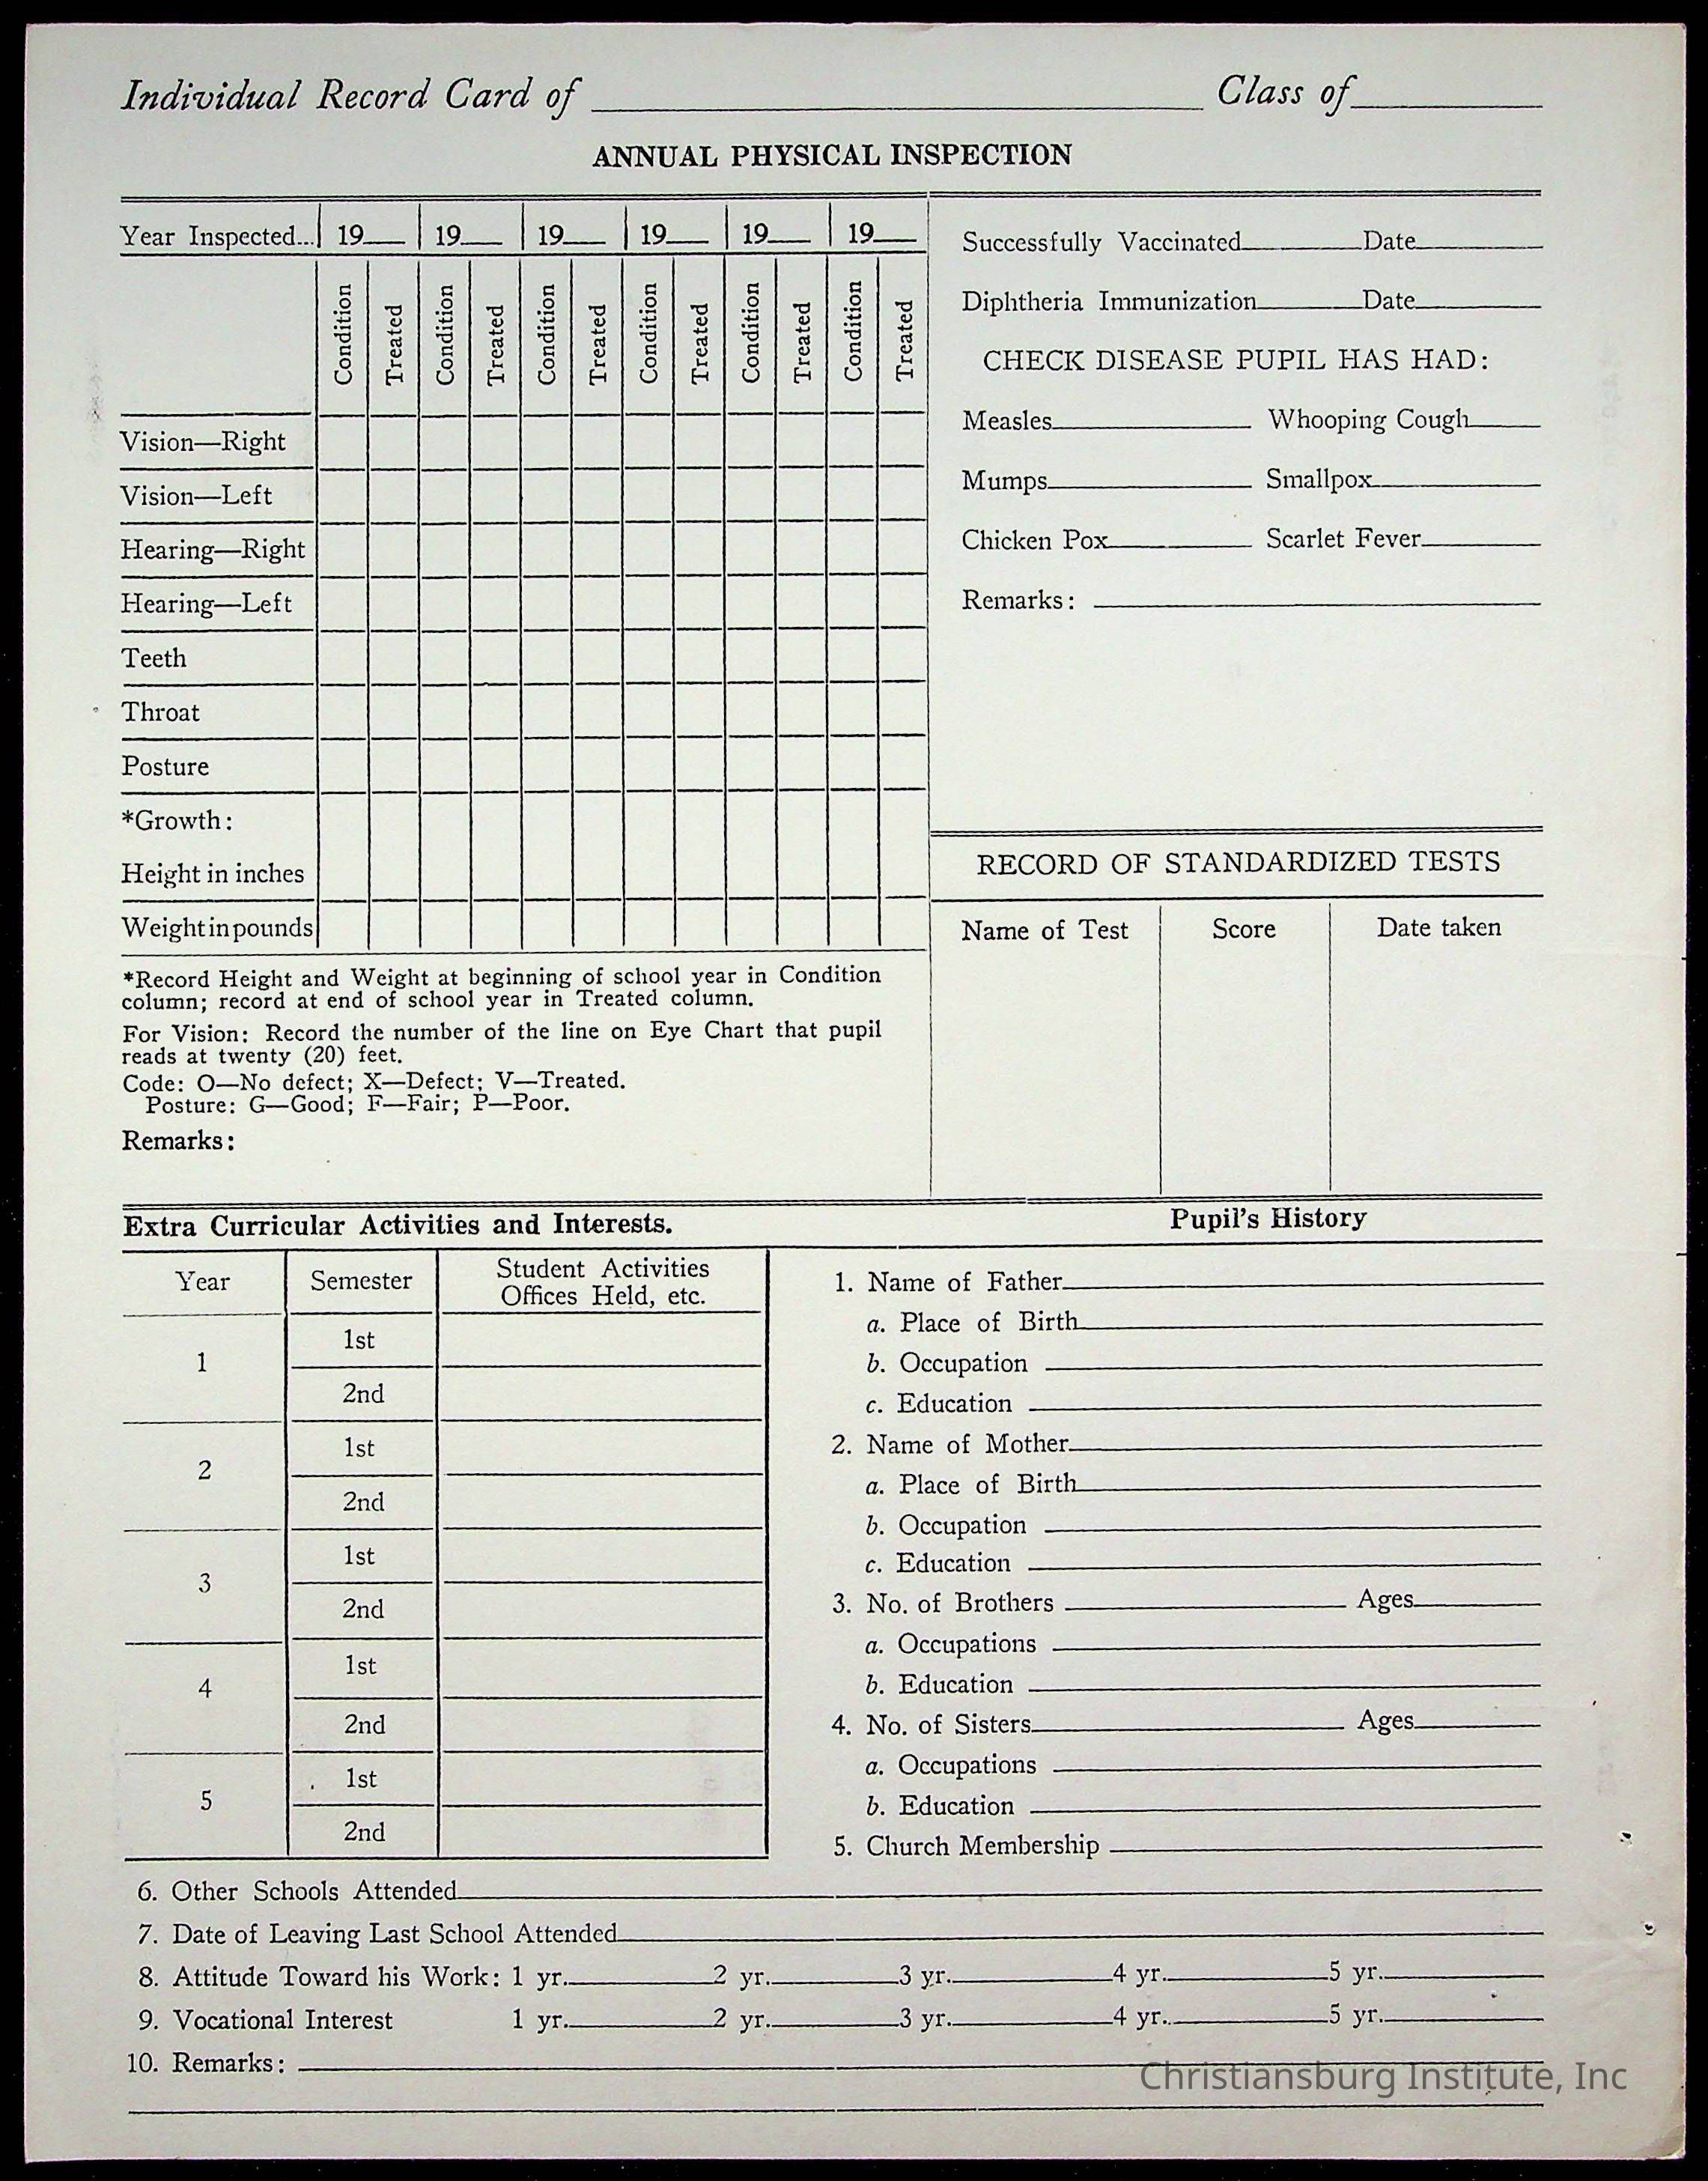 Individual Record Card of Class of
ANNUAL PHYSICAL INSPECTION
Year Inspected... 19 19 19 19 19 19
Condition Treated Condition Treated Condition Treated Condition Treated Condition Treated Condition Treated
Vision—Right
Vision—Left
Hearing—Right
Hearing—Left
Teeth
Throat
Posture
*Growth:
Height in inches
Weight in pounds
*Record Height and Weight at beginning of school year in Condition
column; record at end of school year in Treated column.
For Vision: Record the number of the line on Eye Chart that pupil
reads at twenty (20) feet.
Code: O—No defect; X—Defect; V—Treated.
Posture: G—Good; F—Fair; P—Poor.
Remarks:
Successfully Vaccinated Date
Diphtheria Immunization Date
CHECK DISEASE PUPIL HAS HAD:
Measles Whooping Cough
Mumps Smallpox
Chicken Pox Scarlet Fever
Remarks:
RECORD OF STANDARDIZED TESTS
Name of Test Score Date taken
Extra Curricular Activities and Interests.
Year Semester Student Activities
Offices Held, etc.
1 1st
2nd
2 1st
2nd
3 1st
2nd
4 1st
2nd
5 1st
2nd
Pupil's History
1. Name of Father
a. Place of Birth
b. Occupation
c. Education
2. Name of Mother
a. Place of Birth
b. Occupation
c. Education
3. No. of Brothers Ages
a. Occupations
b. Education
4. No. of Sisters Ages
a. Occupations
b. Education
5. Church Membership
6. Other Schools Attended
7. Date of Leaving Last School Attended
8. Attitude Toward his Work: 1 yr. 2 yr. 3 yr. 4 yr. 5 yr.
9. Vocational Interest 1 yr. 2 yr. 3 yr. 4 yr. 5 yr.
10. Remarks:
Christiansburg Institute, Inc